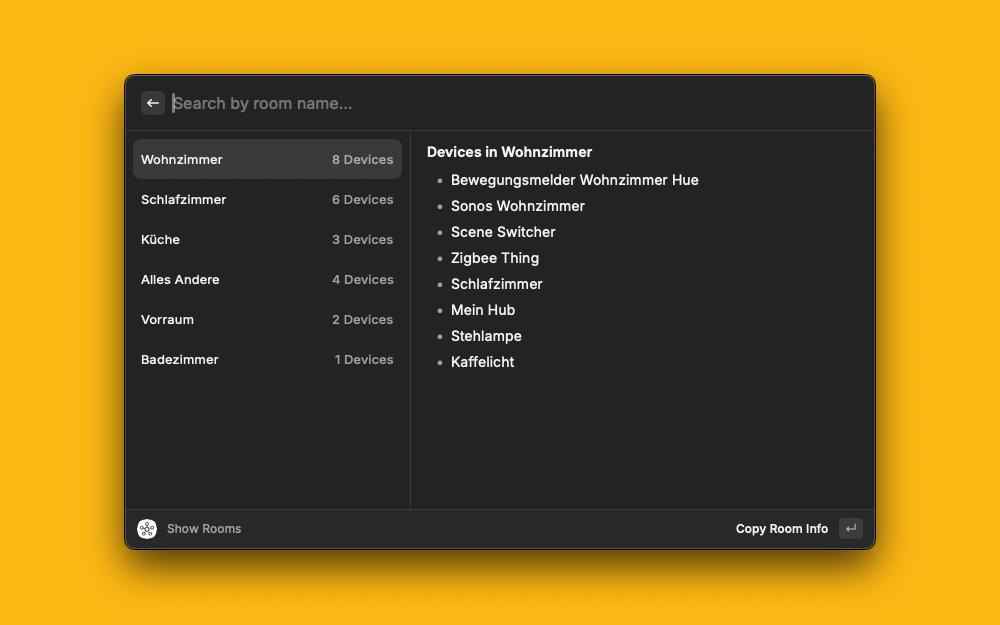 Search by room name...
Wohnzimmer 8 Devices
Schlafzimmer 6 Devices
Küche 3 Devices
Alles Andere 4 Devices
Vorraum 2 Devices
Badezimmer 1 Devices
Devices in Wohnzimmer
Bewegungsmelder Wohnzimmer Hue
Sonos Wohnzimmer
Scene Switcher
Zigbee Thing
Schlafzimmer
Mein Hub
Stehlampe
Kaffelicht
Show Rooms
Copy Room Info